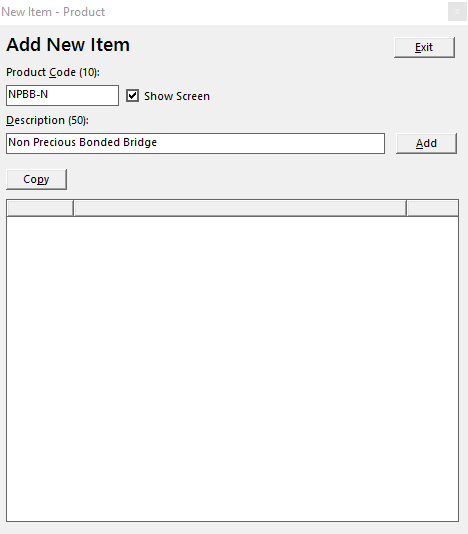 New Item - Product
Add New Item
Exit
Product Code (10):
NPBB-N
Show Screen
Description (50):
Non Precious Bonded Bridge
Add
Copy